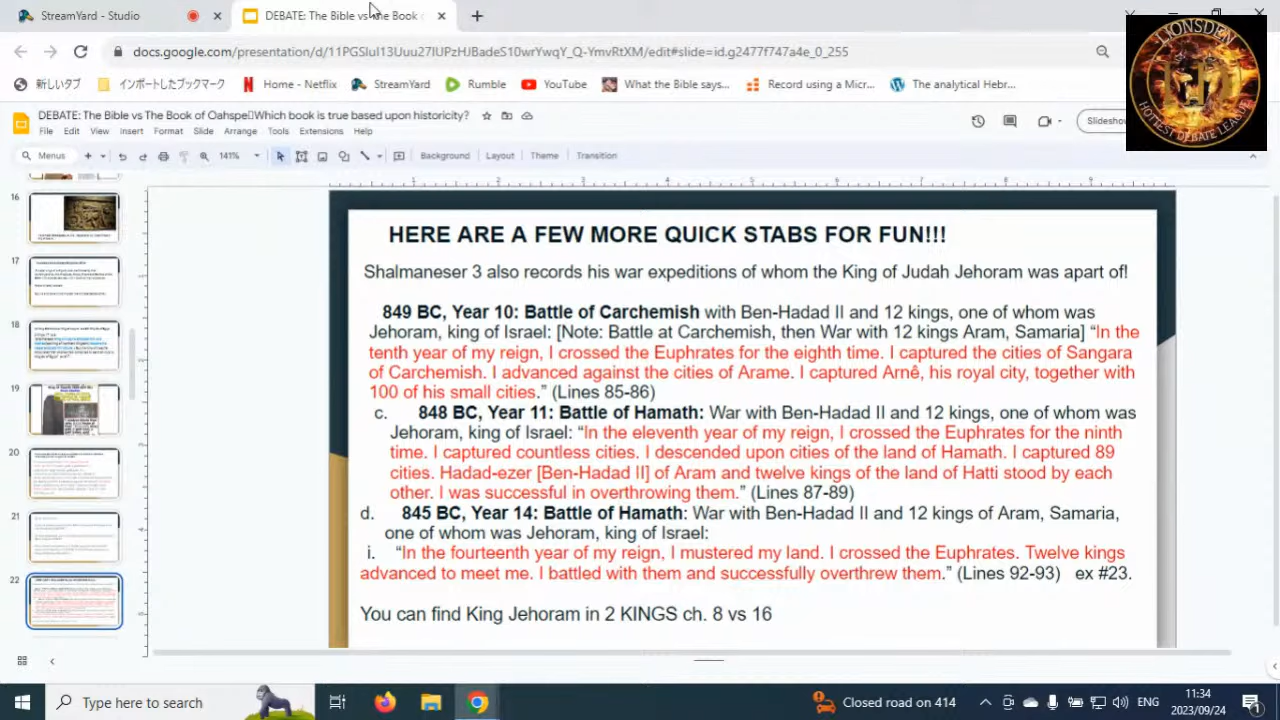 StreamYard - Studio
DEBATE: The Bible vs The Book
docs.google.com/presentation/d/11PGSIuI13Uuu27IUPzHJBadeS10wrYwqY_Q-YmvRtXM/edit#slide=id.g2477f747a4e_0_255
新しいタブ インポートしたブックマーク Home - Netflix StreamYard Rumble YouTube What the Bible says... Record using a Micr... The analytical Hebr...
LIONSDEN
HOTTEST DEBATE LEAGUE
DEBATE: The Bible vs The Book of Oahspe Which book is true based upon historicity?
File Edit View Insert Format Slide Arrange Tools Extensions Help
Slidesho
Menus 141% Background Layout Theme Transition
1 2 3 4 5 6 7 8 9
16
17
18
19
20
21
22
HERE ARE A FEW MORE QUICK STABS FOR FUN!!!
Shalmaneser 3 also records his war expeditions of whom the King of Judah Jehoram was apart of!
849 BC, Year 10: Battle of Carchemish with Ben-Hadad II and 12 kings, one of whom was
Jehoram, king of Israel: [Note: Battle at Carchemish, then War with 12 kings Aram, Samaria] “In the
tenth year of my reign, I crossed the Euphrates for the eighth time. I captured the cities of Sangara
of Carchemish. I advanced against the cities of Arame. I captured Arnê, his royal city, together with
100 of his small cities.” (Lines 85-86)
c. 848 BC, Year 11: Battle of Hamath: War with Ben-Hadad II and 12 kings, one of whom was
Jehoram, king of Israel: “In the eleventh year of my reign, I crossed the Euphrates for the ninth
time. I captured countless cities. I descended upon cities of the land of Hamath. I captured 89
cities. Hadad-ezer [BenHadad II] of Aram and twelve kings of the land of Hatti stood by each
other. I was successful in overthrowing them.” (Lines 87-89)
d. 845 BC, Year 14: Battle of Hamath: War with Ben-Hadad II and 12 kings of Aram, Samaria,
one of whom was Jehoram, king of Israel:
i. “In the fourteenth year of my reign, I mustered my land. I crossed the Euphrates. Twelve kings
advanced to meet me. I battled with them and successfully overthrew them.” (Lines 92-93) ex #23.
You can find king Jehoram in 2 KINGS ch. 8 vs 16
Type here to search
Closed road on 414
ENG
11:34
2023/09/24
1